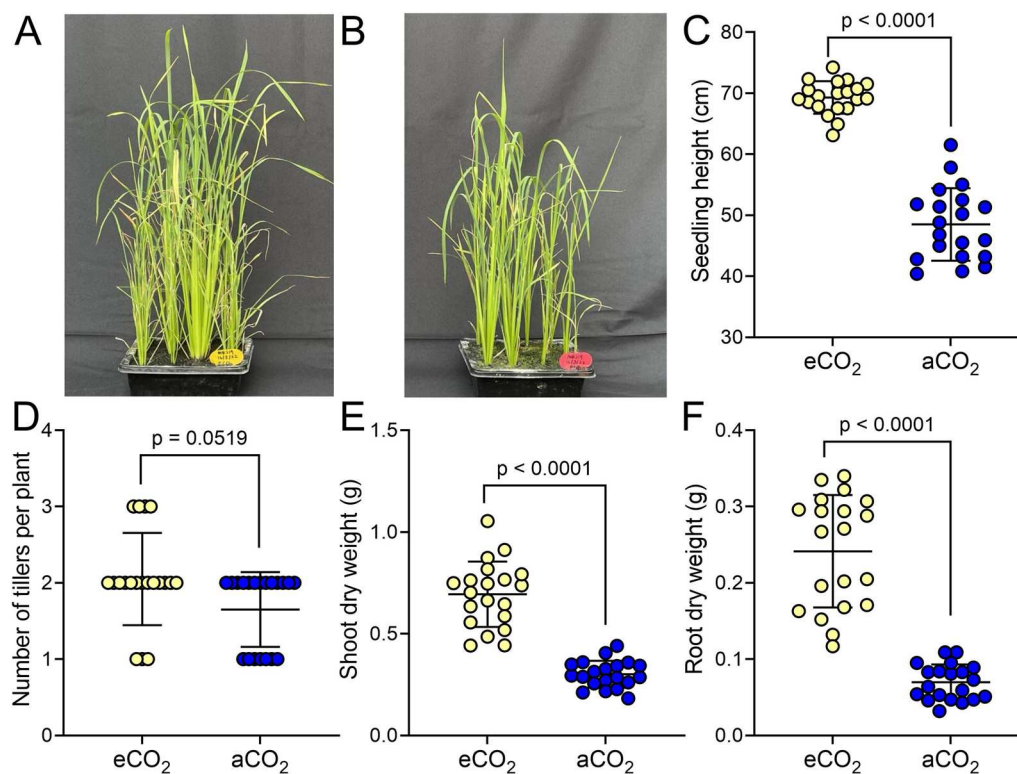 A
B
C
p < 0.0001
Seedling height (cm)
80
70
60
50
40
30
eCO₂
aCO₂
D
p = 0.0519
Number of tillers per plant
4
3
2
1
0
eCO₂
aCO₂
E
p < 0.0001
Shoot dry weight (g)
1.5
1.0
0.5
0.0
eCO₂
aCO₂
F
p < 0.0001
Root dry weight (g)
0.4
0.3
0.2
0.1
0.0
eCO₂
aCO₂